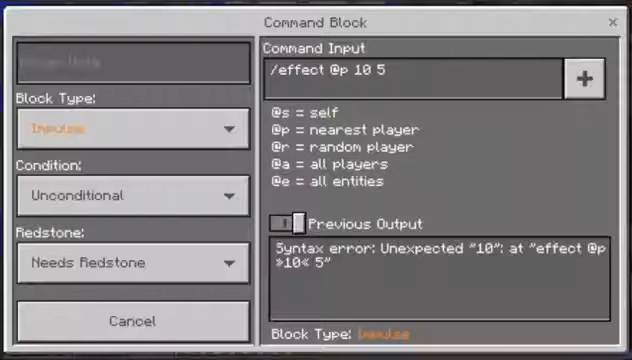 Command Block
Command Input
/effect @p 10 5
Block Type:
Impulse
@s = self
@p = nearest player
@r = random player
@a = all players
@e = all entities
Condition:
Unconditional
Previous Output
Redstone:
Needs Redstone
Syntax error: Unexpected "10": at "effect @p
»10« 5"
Cancel
Block Type: Impulse